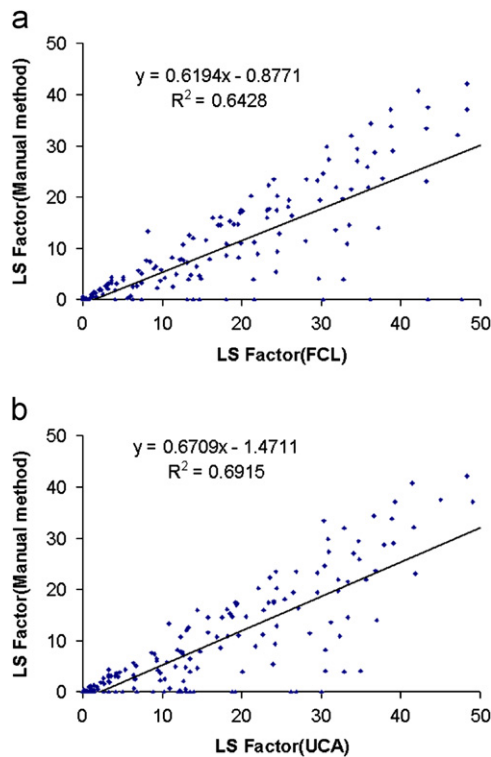 a
LS Factor(Manual method)
50
40
30
20
10
0
y = 0.6194x - 0.8771
R² = 0.6428
0 10 20 30 40 50
LS Factor(FCL)
b
LS Factor(Manual method)
50
40
30
20
10
0
y = 0.6709x - 1.4711
R² = 0.6915
0 10 20 30 40 50
LS Factor(UCA)